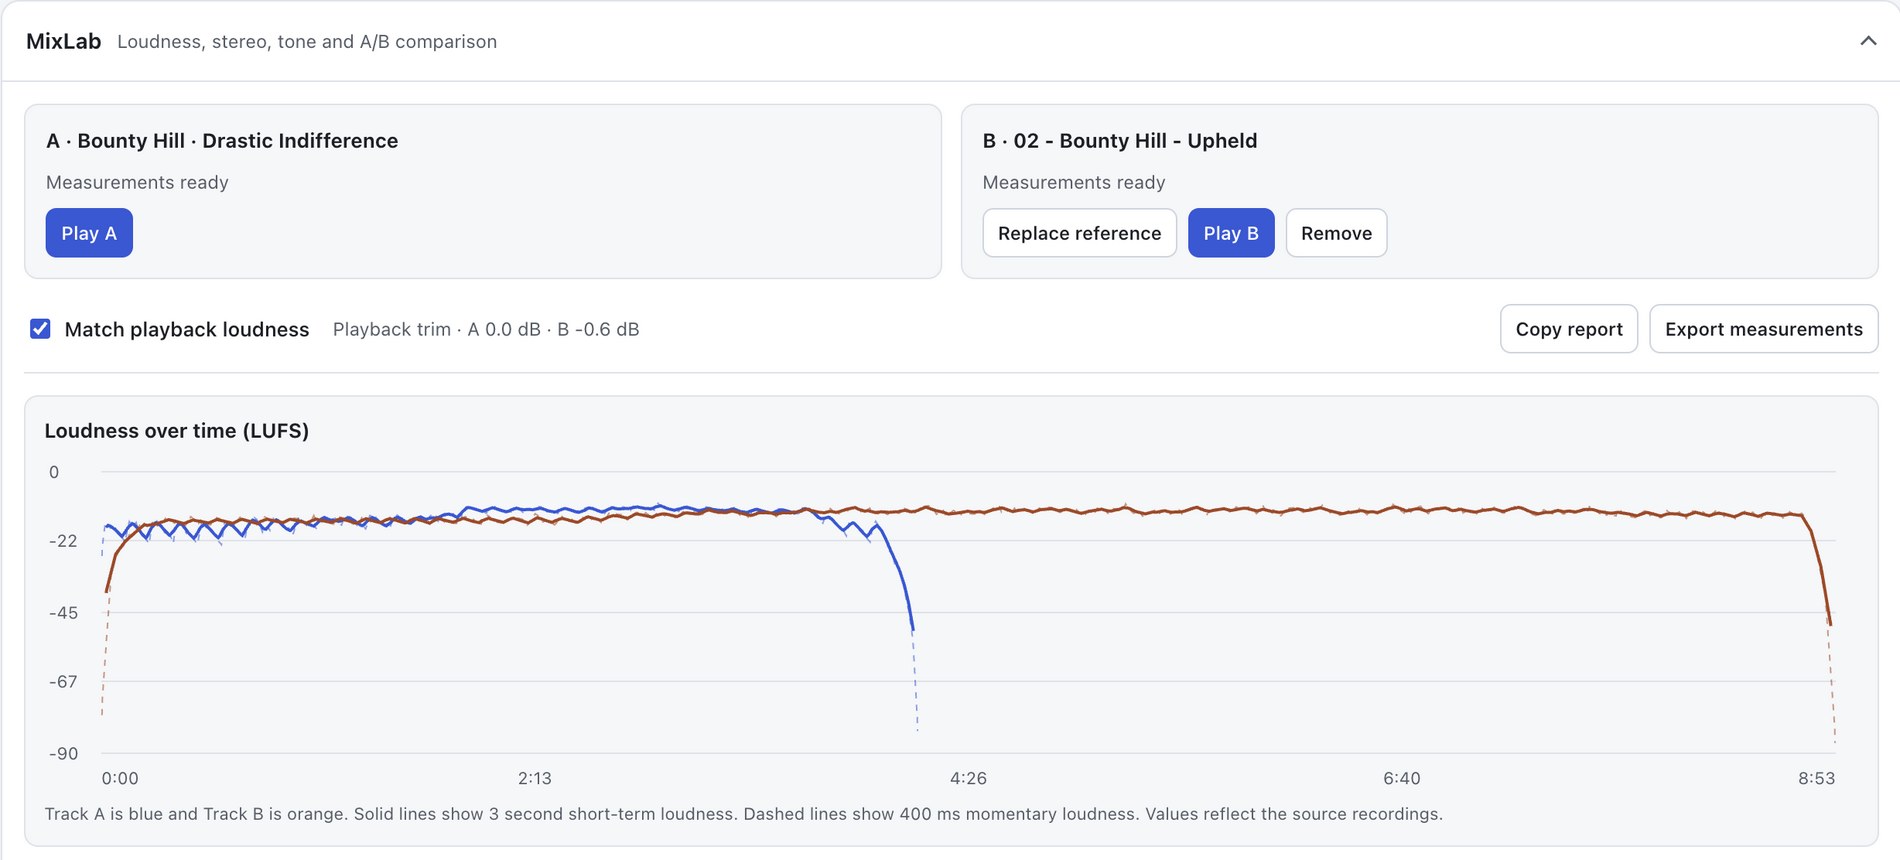 MixLab Loudness, stereo, tone and A/B comparison
A · Bounty Hill · Drastic Indifference
Measurements ready
Play A
B · 02 - Bounty Hill - Upheld
Measurements ready
Replace reference Play B Remove
Match playback loudness Playback trim · A 0.0 dB · B -0.6 dB
Copy report Export measurements
Loudness over time (LUFS)
0
-22
-45
-67
-90
0:00 2:13 4:26 6:40 8:53
Track A is blue and Track B is orange. Solid lines show 3 second short-term loudness. Dashed lines show 400 ms momentary loudness. Values reflect the source recordings.